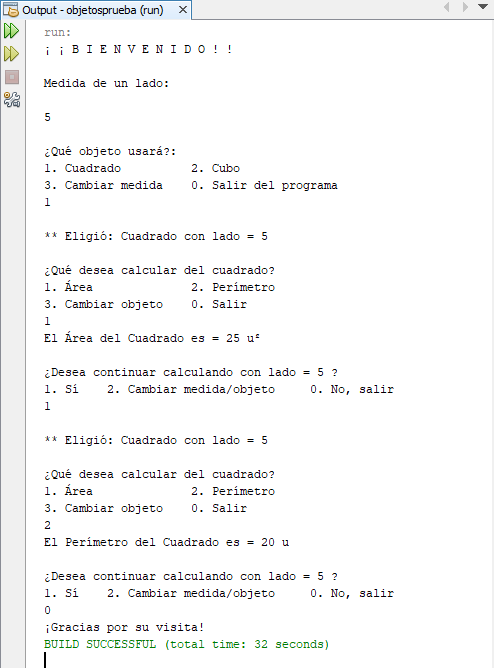 Output - objetosprueba (run)
run:
¡ ¡ B I E N V E N I D O ! !
Medida de un lado:
5
¿Qué objeto usará?:
1. Cuadrado 2. Cubo
3. Cambiar medida 0. Salir del programa
1
** Eligió: Cuadrado con lado = 5
¿Qué desea calcular del cuadrado?
1. Área 2. Perímetro
3. Cambiar objeto 0. Salir
1
El Área del Cuadrado es = 25 u²
¿Desea continuar calculando con lado = 5 ?
1. Sí 2. Cambiar medida/objeto 0. No, salir
1
** Eligió: Cuadrado con lado = 5
¿Qué desea calcular del cuadrado?
1. Área 2. Perímetro
3. Cambiar objeto 0. Salir
2
El Perímetro del Cuadrado es = 20 u
¿Desea continuar calculando con lado = 5 ?
1. Sí 2. Cambiar medida/objeto 0. No, salir
0
¡Gracias por su visita!
BUILD SUCCESSFUL (total time: 32 seconds)